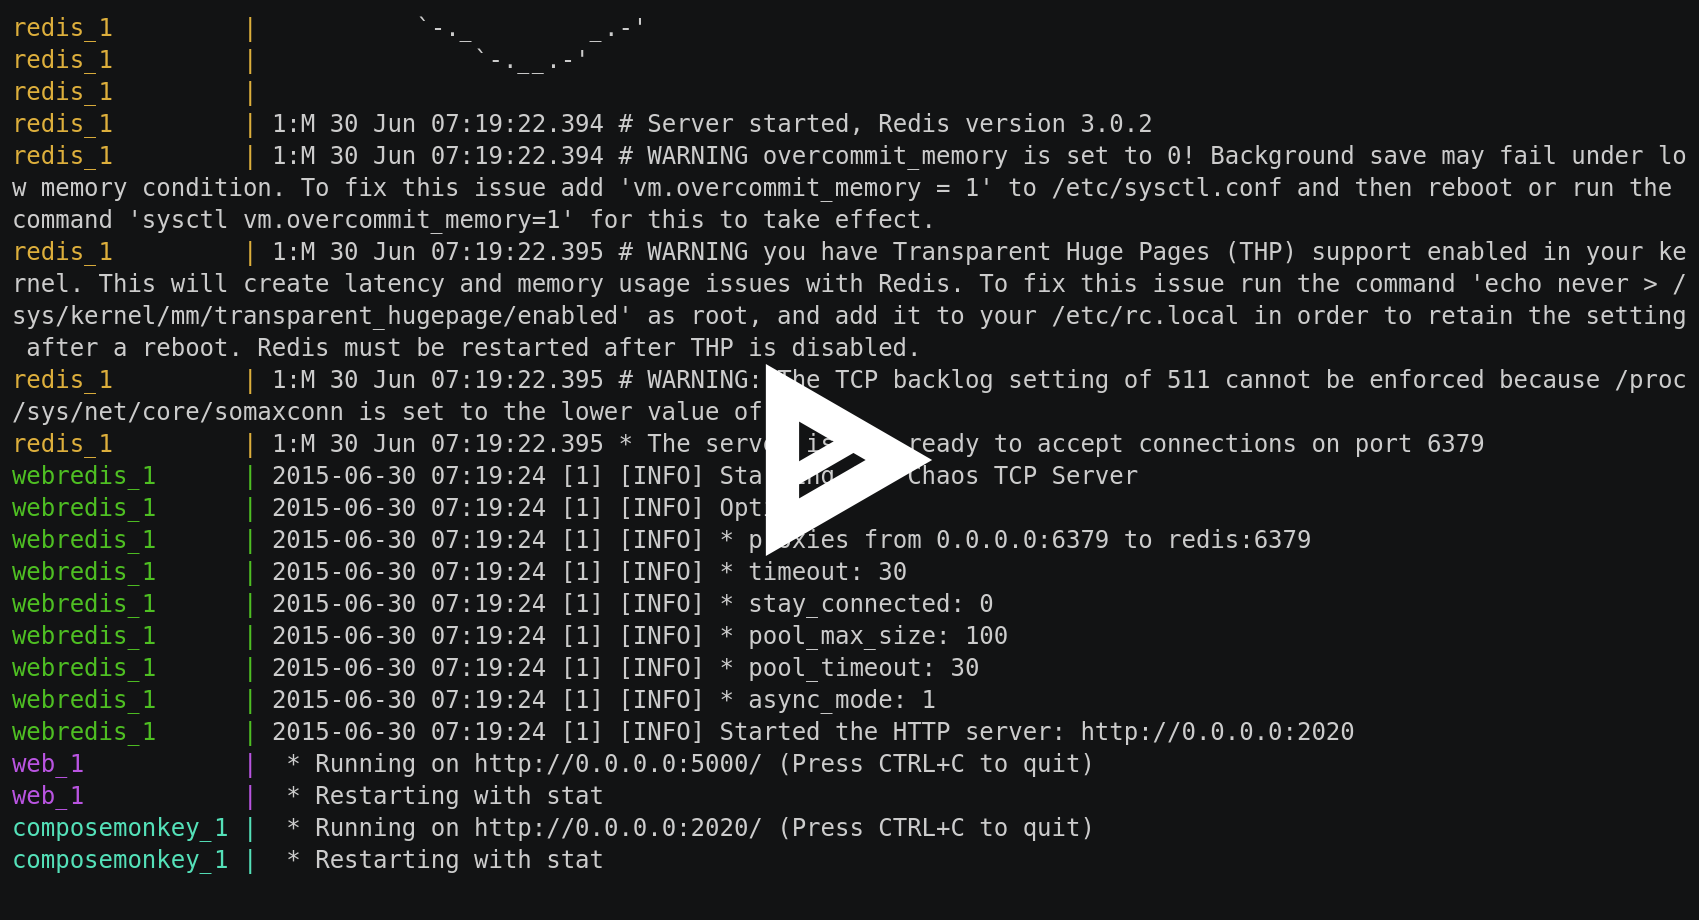 redis_1         |           `-._        _.-'
redis_1         |               `-.__.-'
redis_1         |
redis_1         | 1:M 30 Jun 07:19:22.394 # Server started, Redis version 3.0.2
redis_1         | 1:M 30 Jun 07:19:22.394 # WARNING overcommit_memory is set to 0! Background save may fail under lo
w memory condition. To fix this issue add 'vm.overcommit_memory = 1' to /etc/sysctl.conf and then reboot or run the
command 'sysctl vm.overcommit_memory=1' for this to take effect.
redis_1         | 1:M 30 Jun 07:19:22.395 # WARNING you have Transparent Huge Pages (THP) support enabled in your ke
rnel. This will create latency and memory usage issues with Redis. To fix this issue run the command 'echo never > /
sys/kernel/mm/transparent_hugepage/enabled' as root, and add it to your /etc/rc.local in order to retain the setting
 after a reboot. Redis must be restarted after THP is disabled.
redis_1         | 1:M 30 Jun 07:19:22.395 # WARNING: The TCP backlog setting of 511 cannot be enforced because /proc
/sys/net/core/somaxconn is set to the lower value of
redis_1         | 1:M 30 Jun 07:19:22.395 * The server is ready to accept connections on port 6379
webredis_1      | 2015-06-30 07:19:24 [1] [INFO] Starting Chaos TCP Server
webredis_1      | 2015-06-30 07:19:24 [1] [INFO]
webredis_1      | 2015-06-30 07:19:24 [1] [INFO] * proxies from 0.0.0.0:6379 to redis:6379
webredis_1      | 2015-06-30 07:19:24 [1] [INFO] * timeout: 30
webredis_1      | 2015-06-30 07:19:24 [1] [INFO] * stay_connected: 0
webredis_1      | 2015-06-30 07:19:24 [1] [INFO] * pool_max_size: 100
webredis_1      | 2015-06-30 07:19:24 [1] [INFO] * pool_timeout: 30
webredis_1      | 2015-06-30 07:19:24 [1] [INFO] * async_mode: 1
webredis_1      | 2015-06-30 07:19:24 [1] [INFO] Started the HTTP server: http://0.0.0.0:2020
web_1           |  * Running on http://0.0.0.0:5000/ (Press CTRL+C to quit)
web_1           |  * Restarting with stat
composemonkey_1 |  * Running on http://0.0.0.0:2020/ (Press CTRL+C to quit)
composemonkey_1 |  * Restarting with stat